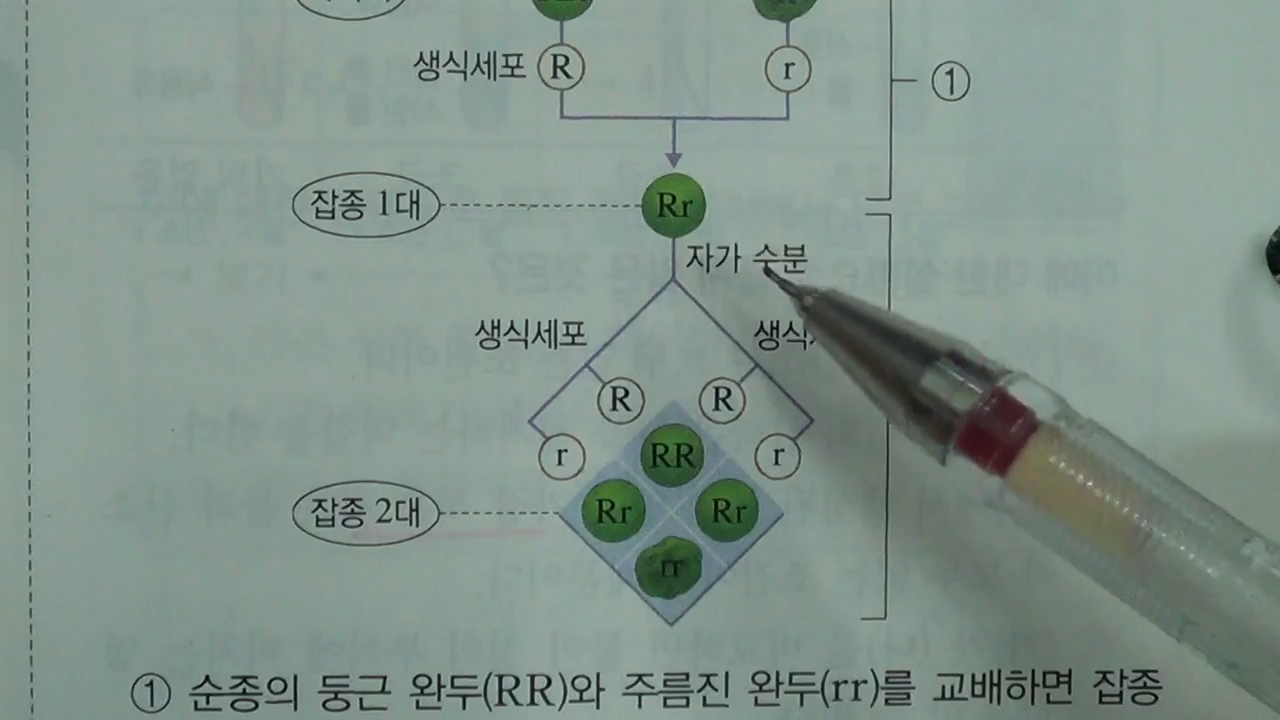 생식세포 R r ①
잡종 1대 Rr
자가 수분
생식세포 생식
R R
r RR r
잡종 2대 Rr Rr
rr
① 순종의 둥근 완두(RR)와 주름진 완두(rr)를 교배하면 잡종